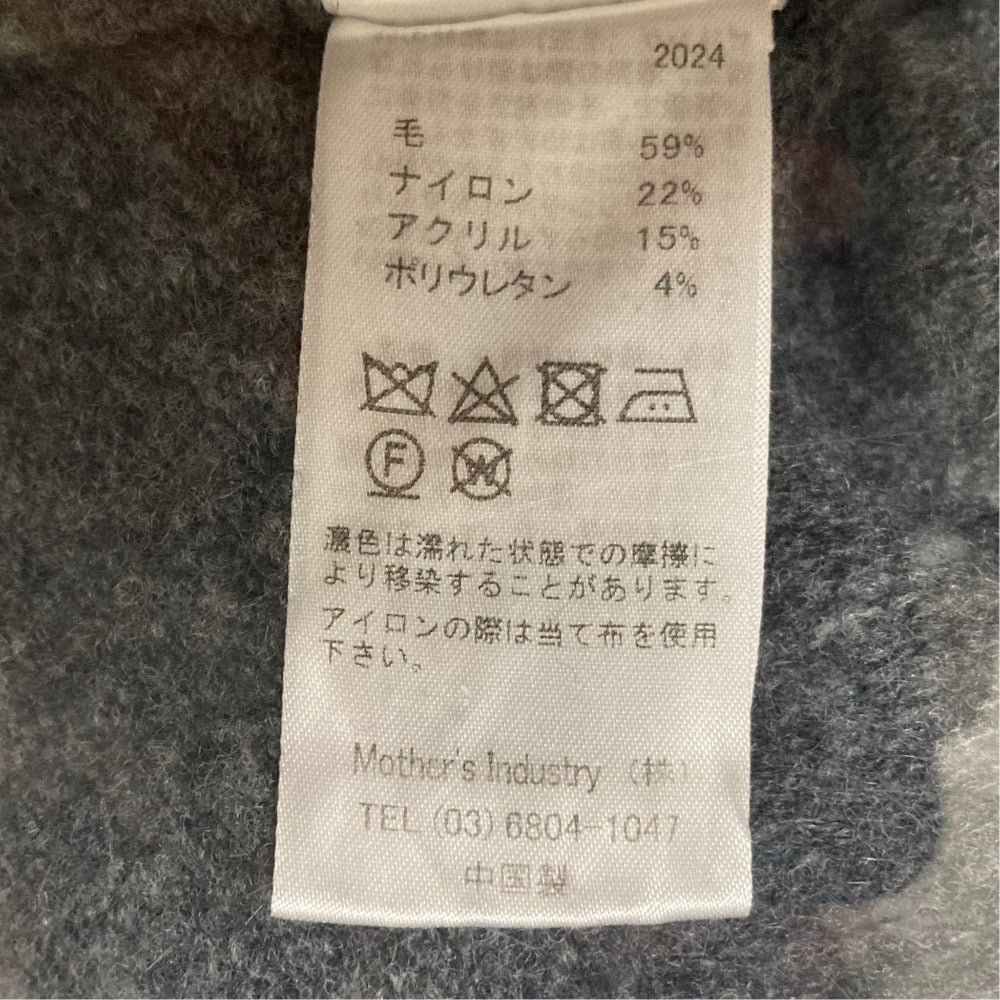 2024
毛 59%
ナイロン 22%
アクリル 15%
ポリウレタン 4%
F W
濃色は濡れた状態での摩擦に
より移染することがあります。
アイロンの際は当て布を使用
下さい。
Mother's Industry (株)
TEL (03) 6804-1047
中国製